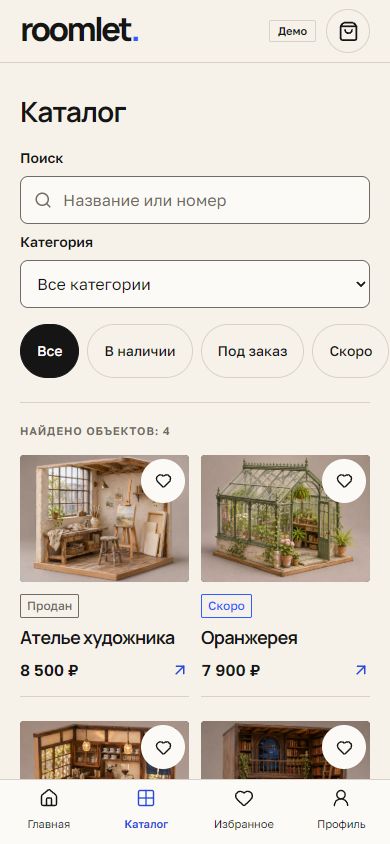 roomlet.
Демо
Каталог
Поиск
Название или номер
Категория
Все категории
Все
В наличии
Под заказ
Скоро
НАЙДЕНО ОБЪЕКТОВ: 4
Продан
Скоро
Ателье художника
Оранжерея
8 500 ₽
7 900 ₽
Главная
Каталог
Избранное
Профиль